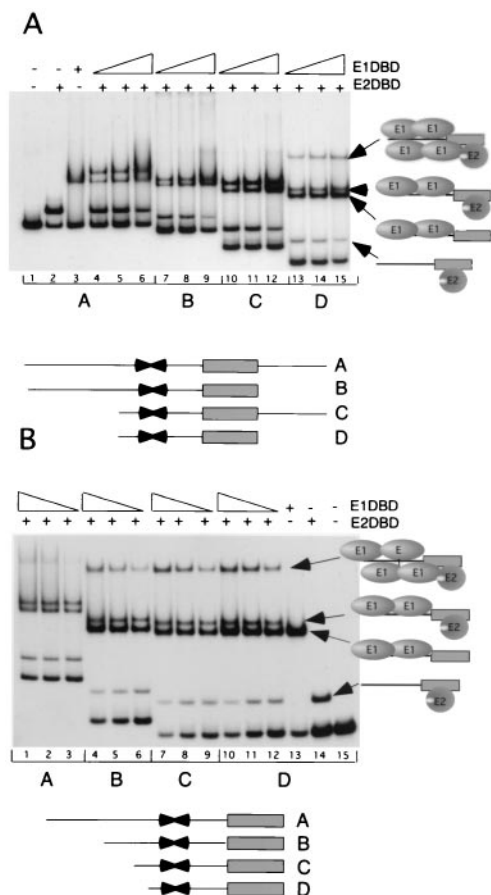 A
- - + E1DBD
- + - + + + + + + + + + + + + E2DBD
E1 E1
E2
E1 E1
E2
E1 E1
E2
1 2 3 4 5 6 7 8 9 10 11 12 13 14 15
A B C D
A
B
C
D
B
+ - - E1DBD
+ + + + + + + + + + + + - + - E2DBD
E1 E
E1 E1 E2
E1 E1
E2
E1 E1
E2
1 2 3 4 5 6 7 8 9 10 11 12 13 14 15
A B C D
A
B
C
D